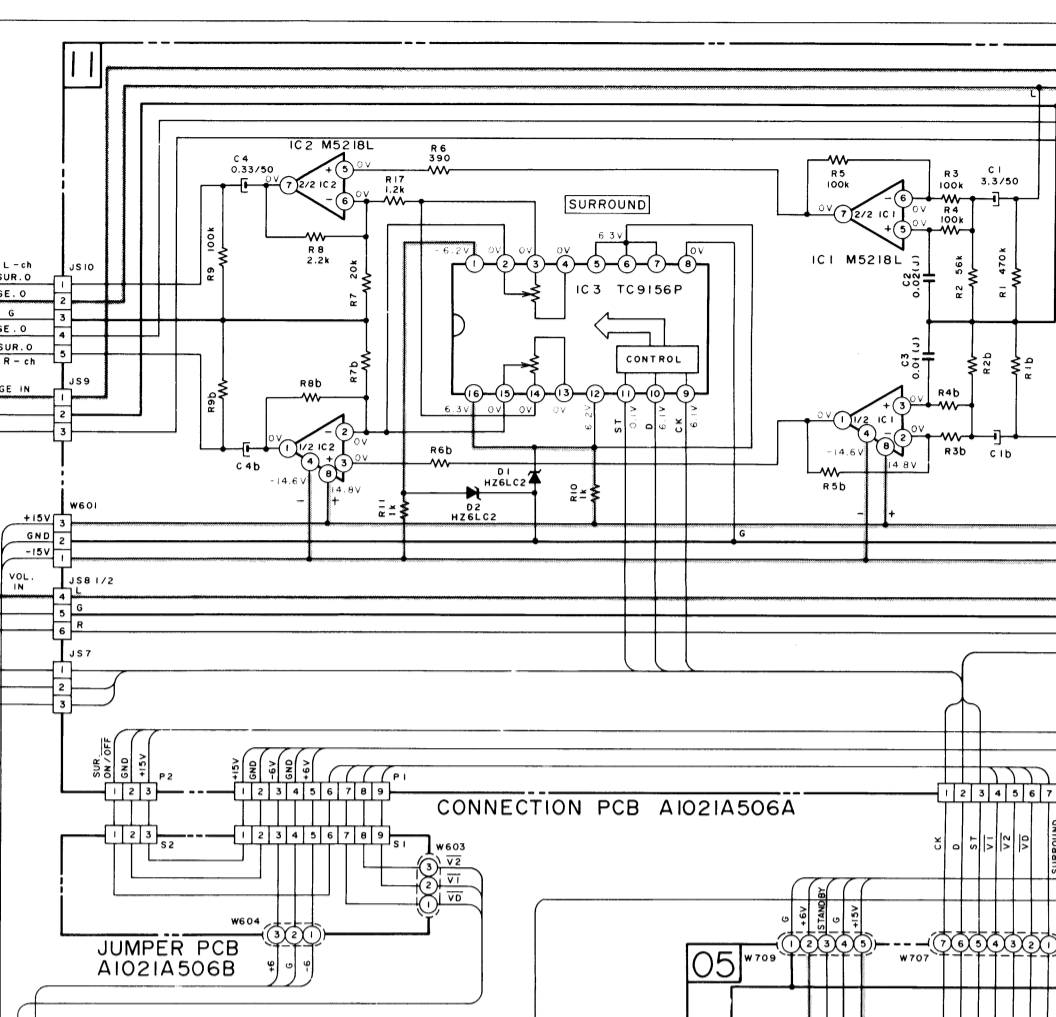 11
L
IC2 M5218L
C4
0.33/50
0V
7
2/2 IC2
+
5
0V
−
6
0V
R17
1.2k
R6
390
R8
2.2k
R9 100k
R7 20k
SURROUND
6.3V
-6.2V
0V
0V
0V
0V
1
2
3
4
5
6
7
8
IC3 TC9156P
CONTROL
16
15
14
13
12
11
10
9
6.3V
0V
0V
0V
6.2V
ST
0.1V
D
6.1V
CK
6.1V
R5
100k
R3
100k
R4
100k
C1
3.3/50
0V
7
2/2 IC1
−
6
0V
+
5
0V
IC1 M5218L
C2
0.02(J)
R2 56k
R1 470k
C3
0.01(J)
R2b
R1b
R4b
R3b
C1b
R5b
0V
1
1/2 IC1
+
3
0V
−
2
0V
4
8
-14.6V
14.8V
−
+
L-ch
SUR.O
GE.O
G
GE.O
SUR.O
R-ch
JS10
1
2
3
4
5
GE IN
JS9
1
2
3
R9b
R7b
R8b
C4b
0V
1
1/2 IC2
−
2
0V
+
3
0V
4
8
-14.6V
14.8V
−
+
R6b
D1
HZ6LC2
D2
HZ6LC2
R11
1k
R10
1k
W601
+15V
3
GND
2
-15V
1
G
VOL.
IN
JS8 1/2
4
L
5
G
6
R
JS7
1
2
3
SUR.
ON/OFF
GND
+15V
P2
1
2
3
+15V
GND
-6V
GND
+6V
P1
1
2
3
4
5
6
7
8
9
CONNECTION PCB A1021A506A
1
2
3
4
5
6
7
1
2
3
S2
1
2
3
4
5
6
7
8
9
S1
W603
3
V2
2
V1
1
VD
CK
D
ST
V1
V2
VD
SURROUND
W604
3
2
1
+6
G
-6
JUMPER PCB
A1021A506B
G
+6V
STANDBY
G
+15V
05
W709
1
2
3
4
5
W707
7
6
5
4
3
2
1